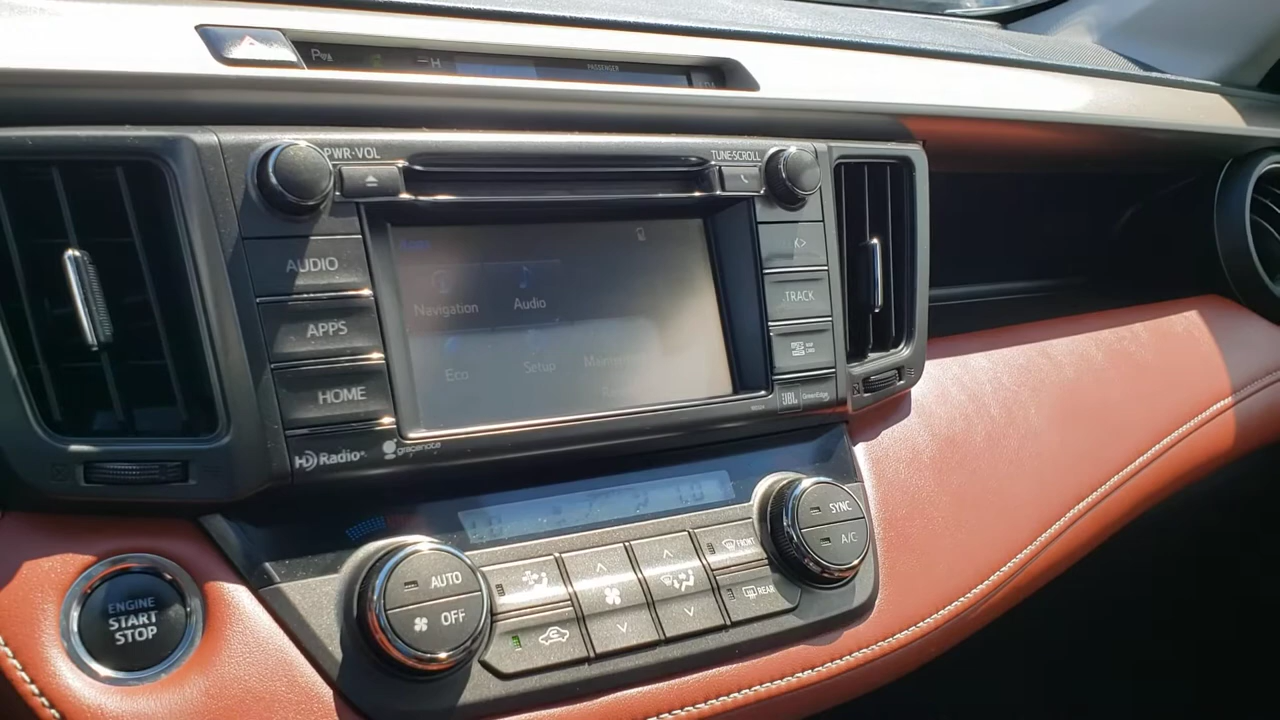 PASSENGER
PWR·VOL
TUNE·SCROLL
AUDIO
APPS
HOME
TRACK
Navigation
Audio
Eco
Setup
HD Radio
gracenote
JBL
GreenEdge
SYNC
A/C
AUTO
OFF
FRONT
REAR
ENGINE
START
STOP